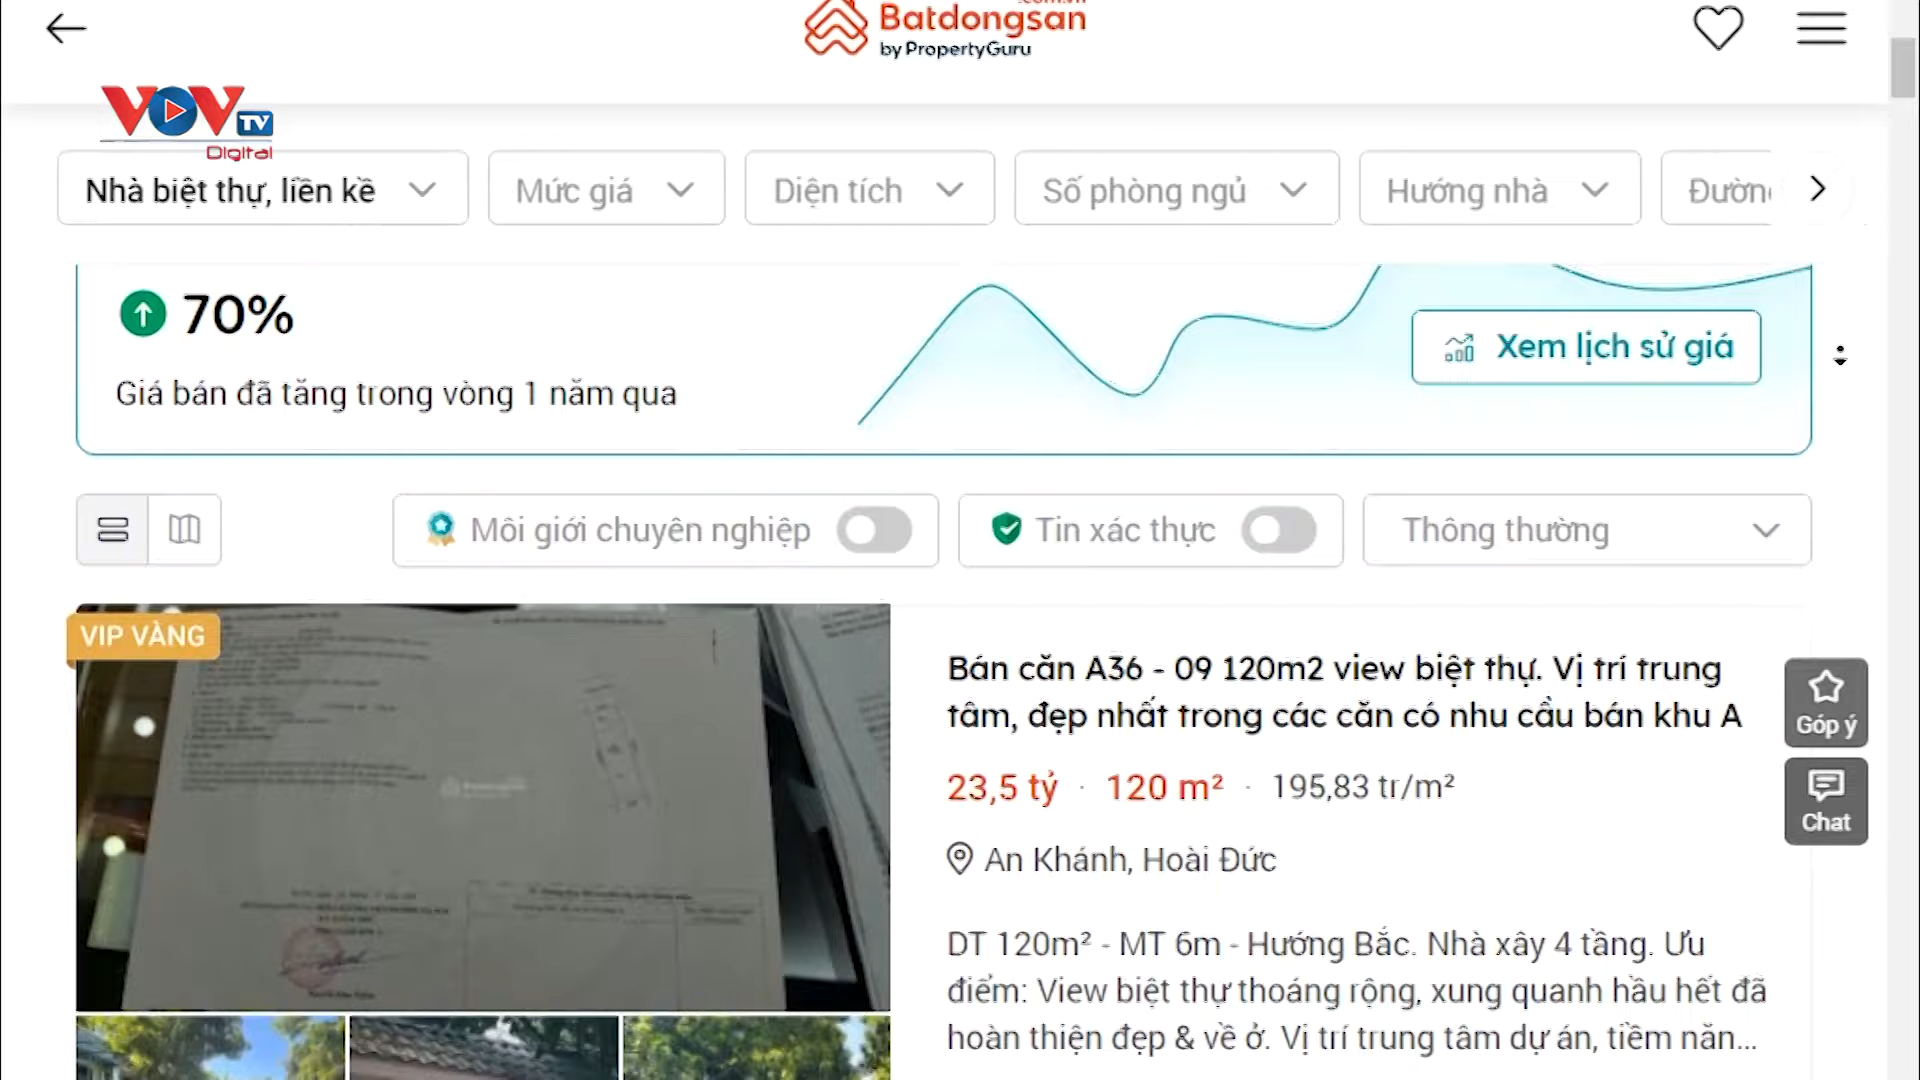 .com.vn
Batdongsan
by PropertyGuru
VOV TV
Digital
Nhà biệt thự, liền kề
Mức giá
Diện tích
Số phòng ngủ
Hướng nhà
Đường
70%
Giá bán đã tăng trong vòng 1 năm qua
Xem lịch sử giá
Môi giới chuyên nghiệp
Tin xác thực
Thông thường
VIP VÀNG
Bán căn A36 - 09 120m2 view biệt thự. Vị trí trung
tâm, đẹp nhất trong các căn có nhu cầu bán khu A
23,5 tỷ · 120 m² · 195,83 tr/m²
An Khánh, Hoài Đức
DT 120m² - MT 6m - Hướng Bắc. Nhà xây 4 tầng. Ưu
điểm: View biệt thự thoáng rộng, xung quanh hầu hết đã
hoàn thiện đẹp & về ở. Vị trí trung tâm dự án, tiềm năn...
Góp ý
Chat
Batdongsan